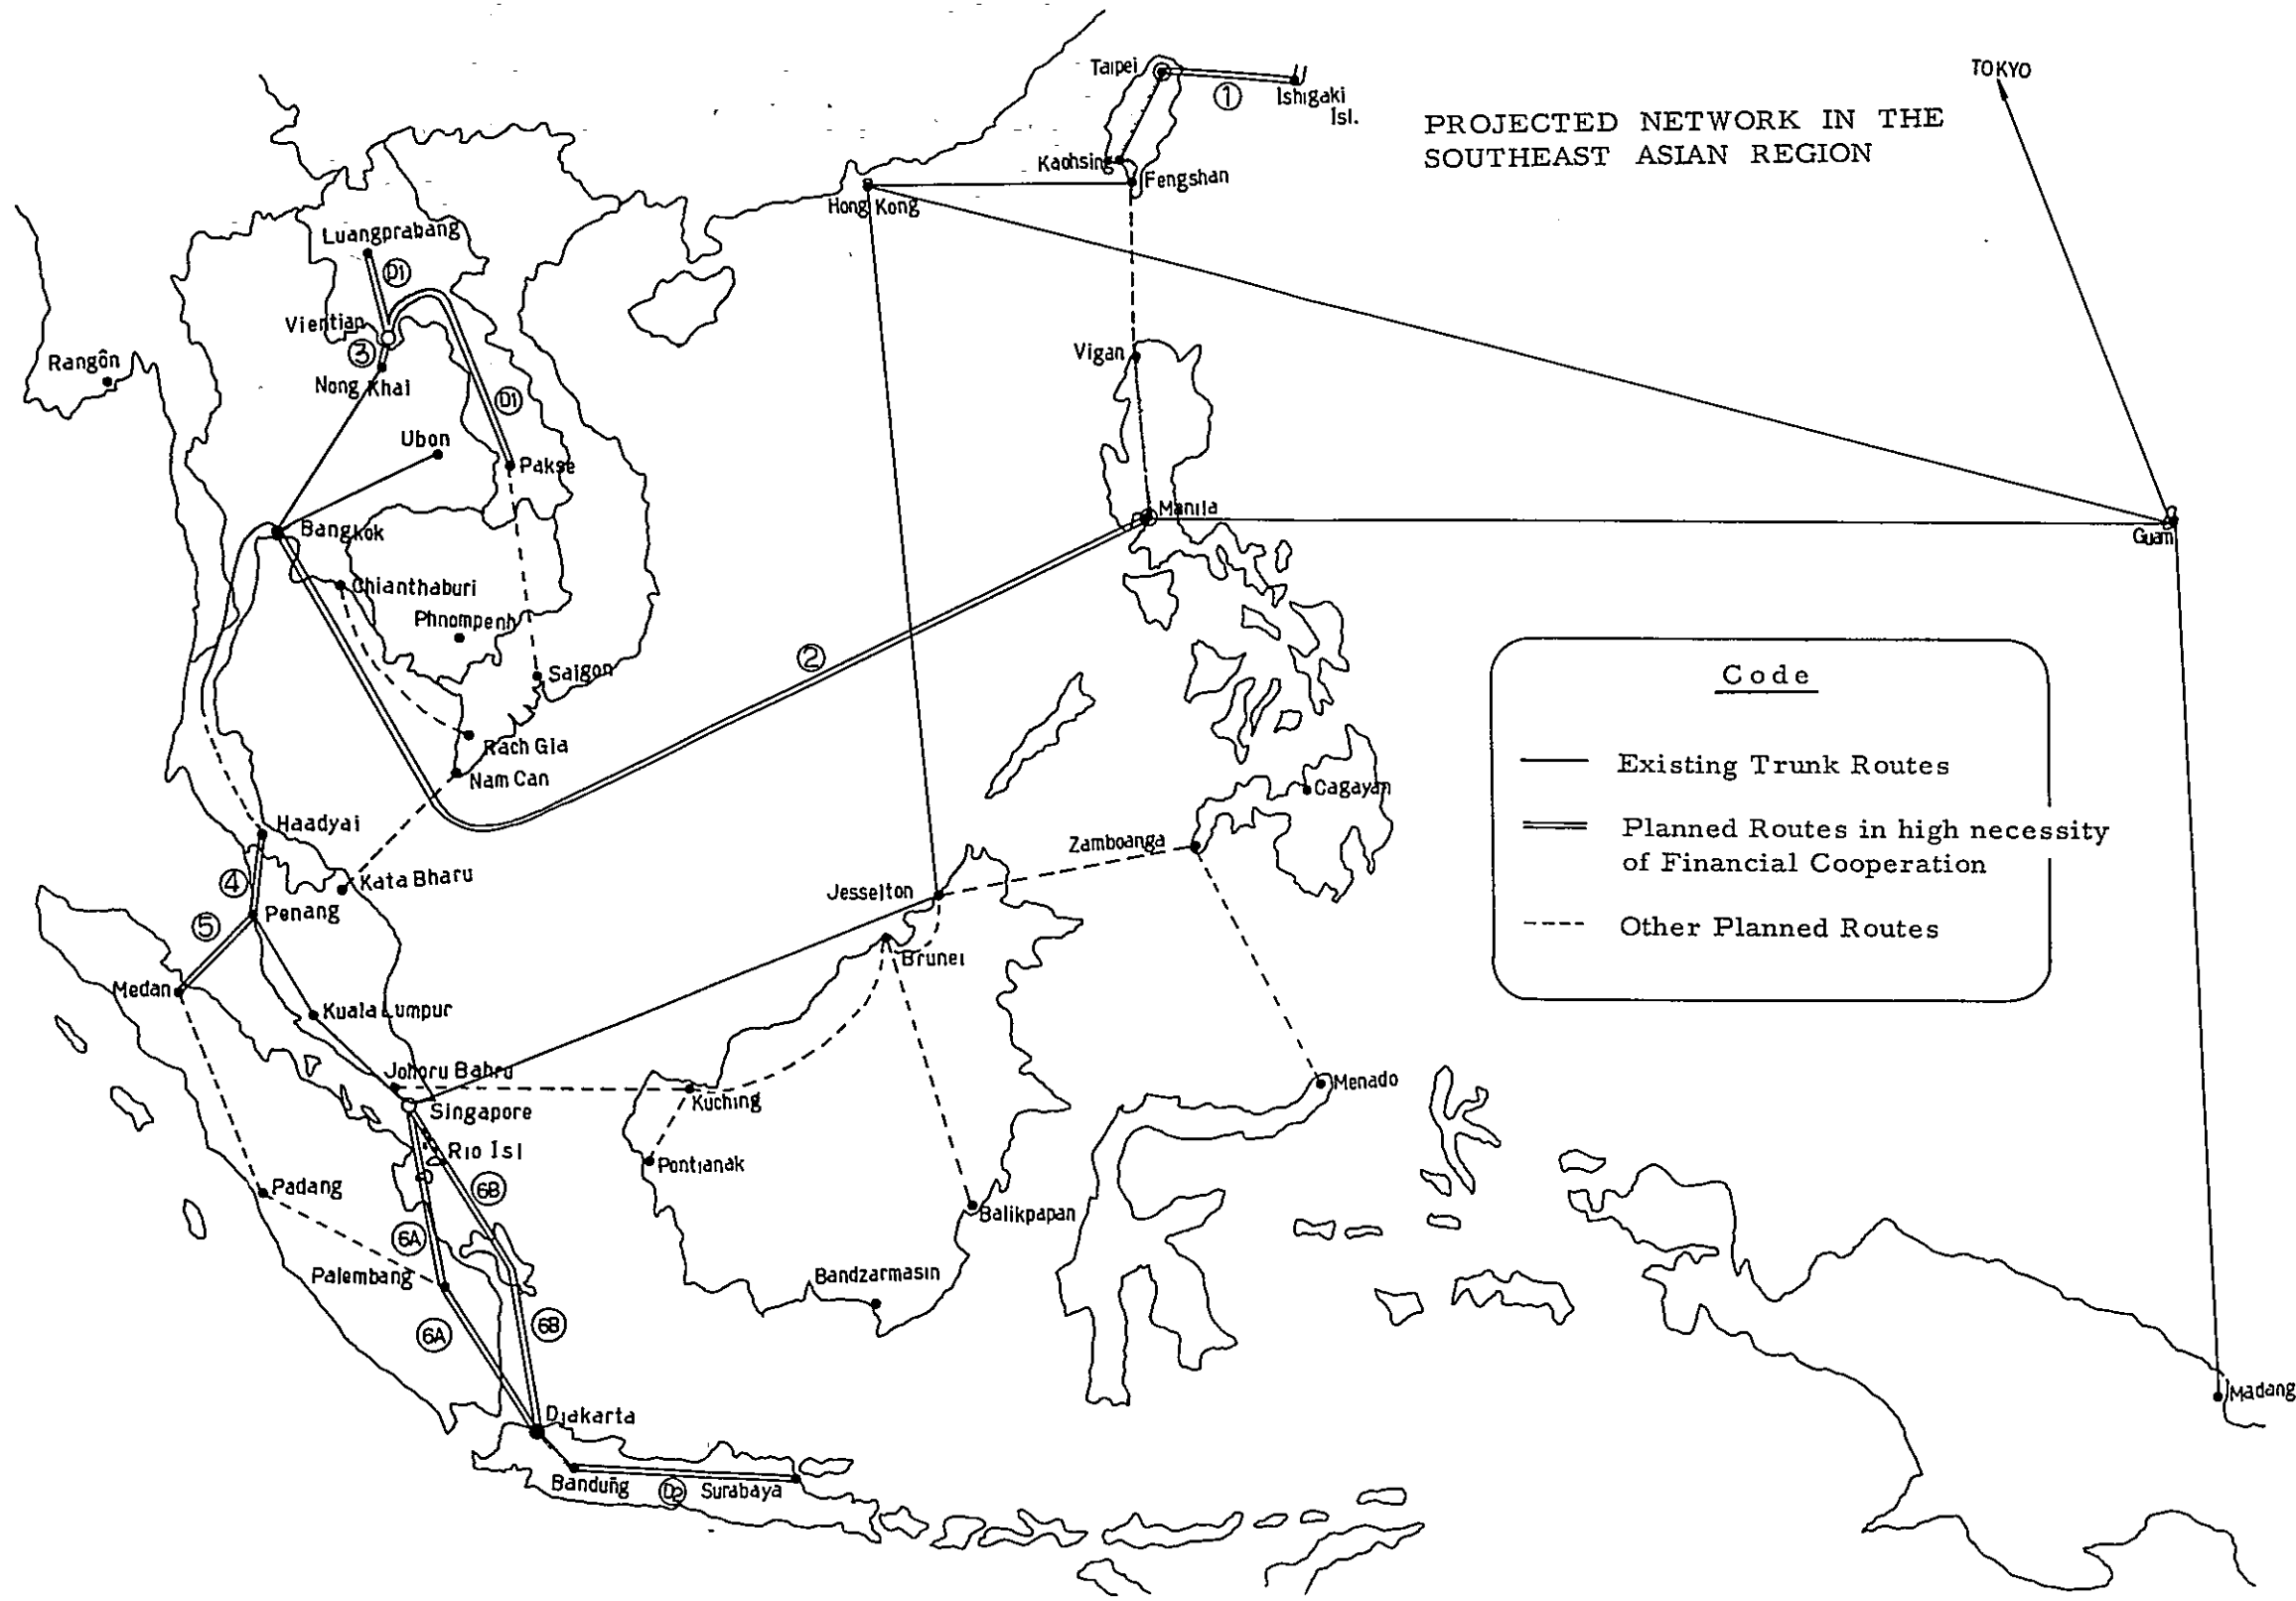 TOKYO
Taipei
①
Ishigaki
Isl.
PROJECTED NETWORK IN THE
SOUTHEAST ASIAN REGION
Kaohsing
Fengshan
Hong Kong
Luangprabang
D1
Vientian
③
Nong Khai
Rangôn
Vigan
D1
Ubon
Pakse
Bangkok
Manila
Guam
Chianthaburi
Phnompenh
Saigon
②
Rach Gia
Nam Can
Code
Existing Trunk Routes
Planned Routes in high necessity
of Financial Cooperation
Other Planned Routes
Cagayan
Haadyai
Zamboanga
④
Kata Bharu
Jesselton
Penang
⑤
Brunei
Medan
Kuala Lumpur
Johoru Bahru
Kuching
Menado
Singapore
Rio Isl
Pontianak
Padang
6B
Balikpapan
6A
Palembang
Bandzarmasin
6A
6B
Djakarta
Madang
Bandung
D2
Surabaya